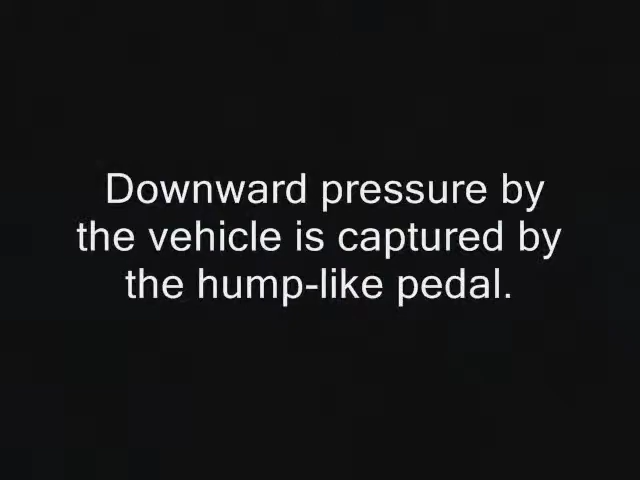 Downward pressure by
the vehicle is captured by
the hump-like pedal.